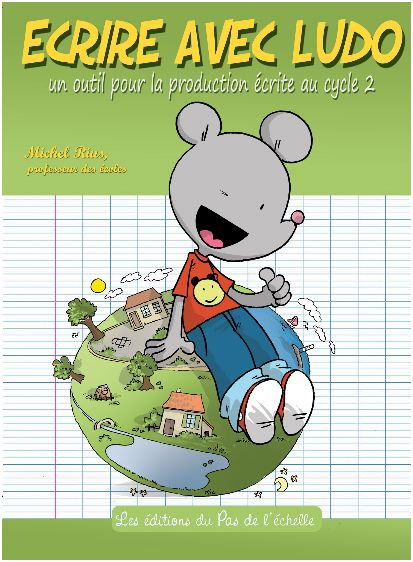 ECRIRE AVEC LUDO
un outil pour la production écrite au cycle 2
Michel Rius,
professeur des écoles
Les éditions du Pas de l'échelle